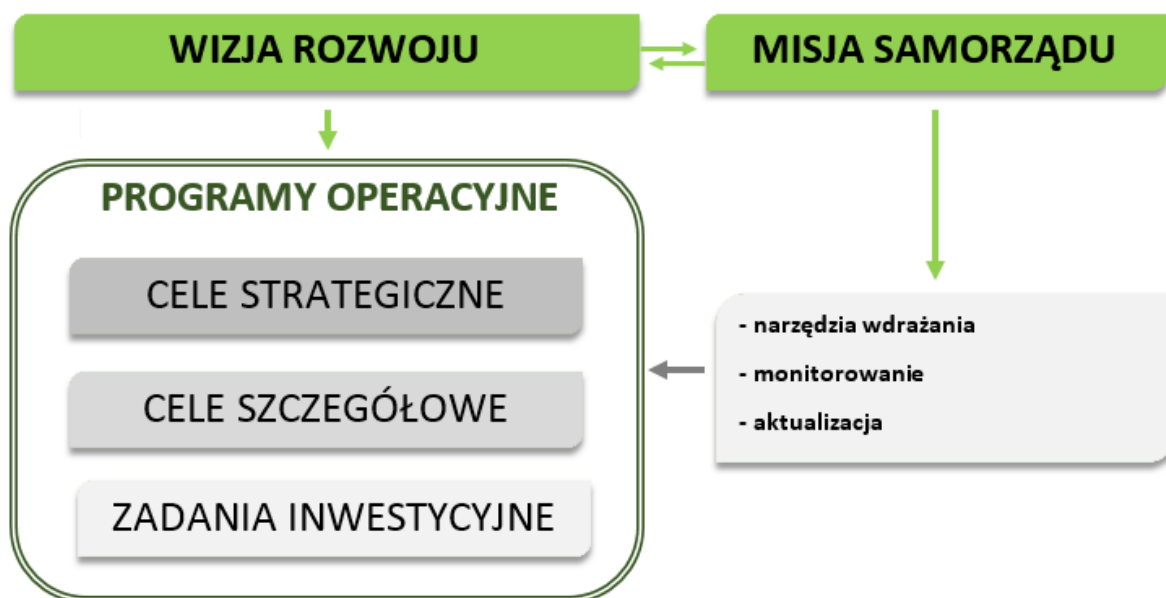 WIZJA ROZWOJU
MISJA SAMORZĄDU
PROGRAMY OPERACYJNE
CELE STRATEGICZNE
CELE SZCZEGÓŁOWE
ZADANIA INWESTYCYJNE
- narzędzia wdrażania
- monitorowanie
- aktualizacja